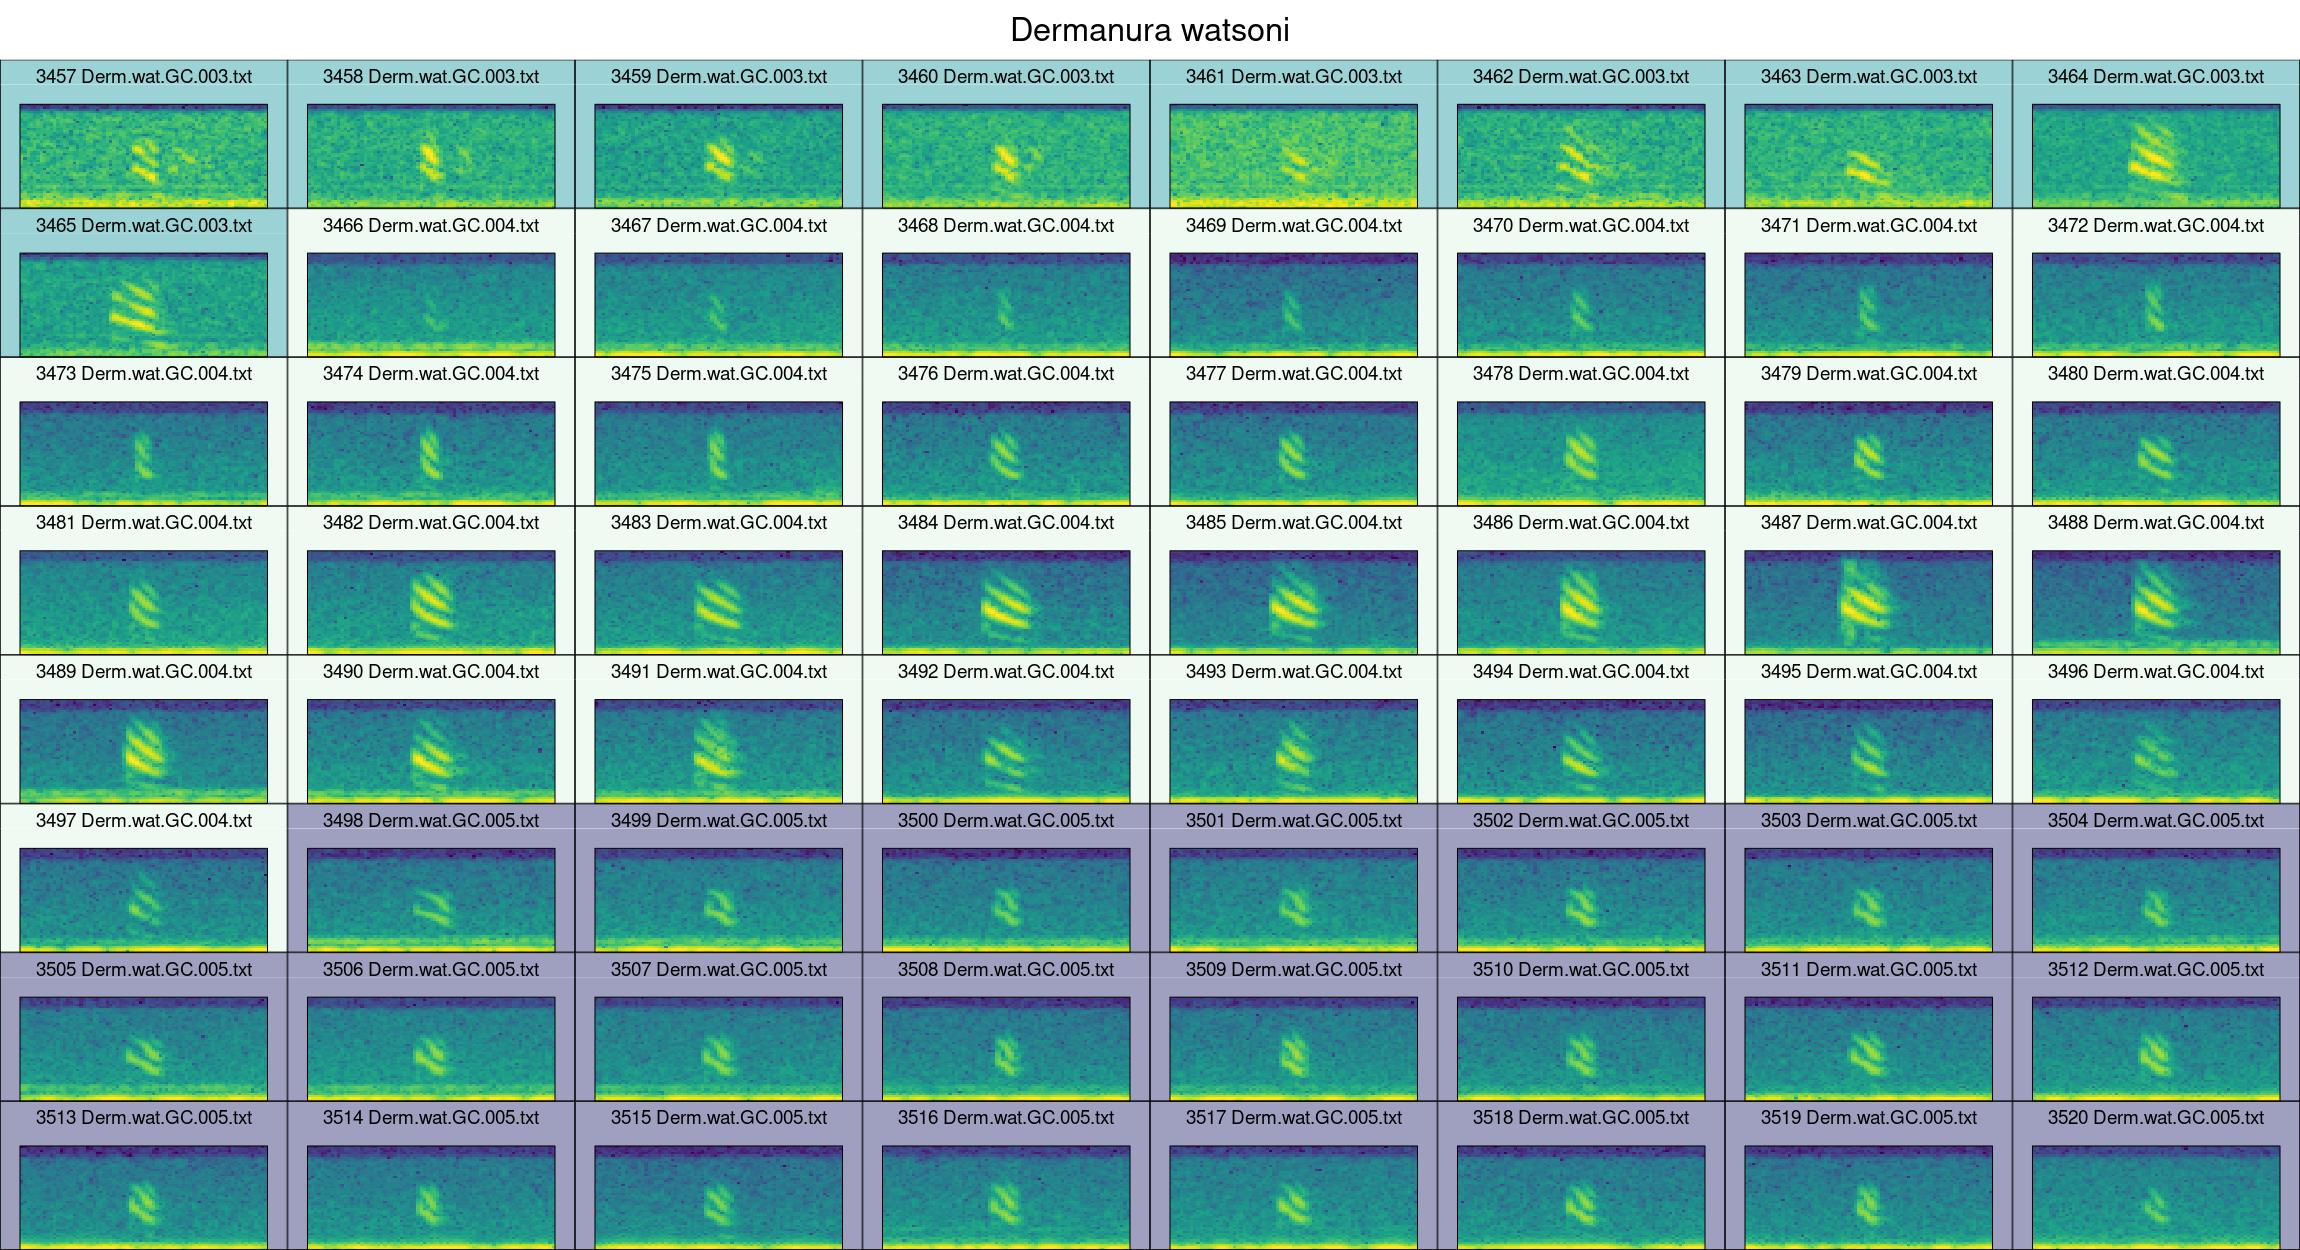 Dermanura watsoni
3457 Derm.wat.GC.003.txt 3458 Derm.wat.GC.003.txt 3459 Derm.wat.GC.003.txt 3460 Derm.wat.GC.003.txt 3461 Derm.wat.GC.003.txt 3462 Derm.wat.GC.003.txt 3463 Derm.wat.GC.003.txt 3464 Derm.wat.GC.003.txt
3465 Derm.wat.GC.003.txt 3466 Derm.wat.GC.004.txt 3467 Derm.wat.GC.004.txt 3468 Derm.wat.GC.004.txt 3469 Derm.wat.GC.004.txt 3470 Derm.wat.GC.004.txt 3471 Derm.wat.GC.004.txt 3472 Derm.wat.GC.004.txt
3473 Derm.wat.GC.004.txt 3474 Derm.wat.GC.004.txt 3475 Derm.wat.GC.004.txt 3476 Derm.wat.GC.004.txt 3477 Derm.wat.GC.004.txt 3478 Derm.wat.GC.004.txt 3479 Derm.wat.GC.004.txt 3480 Derm.wat.GC.004.txt
3481 Derm.wat.GC.004.txt 3482 Derm.wat.GC.004.txt 3483 Derm.wat.GC.004.txt 3484 Derm.wat.GC.004.txt 3485 Derm.wat.GC.004.txt 3486 Derm.wat.GC.004.txt 3487 Derm.wat.GC.004.txt 3488 Derm.wat.GC.004.txt
3489 Derm.wat.GC.004.txt 3490 Derm.wat.GC.004.txt 3491 Derm.wat.GC.004.txt 3492 Derm.wat.GC.004.txt 3493 Derm.wat.GC.004.txt 3494 Derm.wat.GC.004.txt 3495 Derm.wat.GC.004.txt 3496 Derm.wat.GC.004.txt
3497 Derm.wat.GC.004.txt 3498 Derm.wat.GC.005.txt 3499 Derm.wat.GC.005.txt 3500 Derm.wat.GC.005.txt 3501 Derm.wat.GC.005.txt 3502 Derm.wat.GC.005.txt 3503 Derm.wat.GC.005.txt 3504 Derm.wat.GC.005.txt
3505 Derm.wat.GC.005.txt 3506 Derm.wat.GC.005.txt 3507 Derm.wat.GC.005.txt 3508 Derm.wat.GC.005.txt 3509 Derm.wat.GC.005.txt 3510 Derm.wat.GC.005.txt 3511 Derm.wat.GC.005.txt 3512 Derm.wat.GC.005.txt
3513 Derm.wat.GC.005.txt 3514 Derm.wat.GC.005.txt 3515 Derm.wat.GC.005.txt 3516 Derm.wat.GC.005.txt 3517 Derm.wat.GC.005.txt 3518 Derm.wat.GC.005.txt 3519 Derm.wat.GC.005.txt 3520 Derm.wat.GC.005.txt